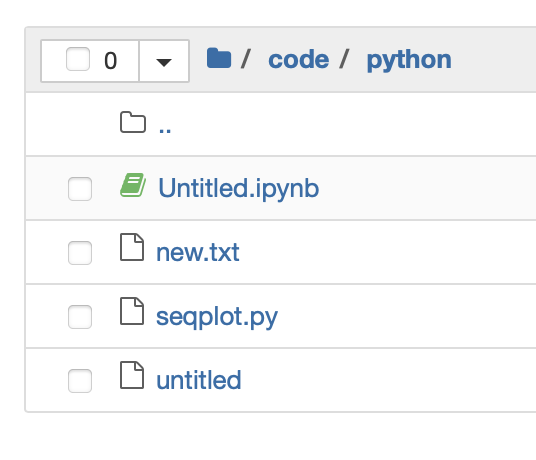 0 / code / python
..
Untitled.ipynb
new.txt
seqplot.py
untitled